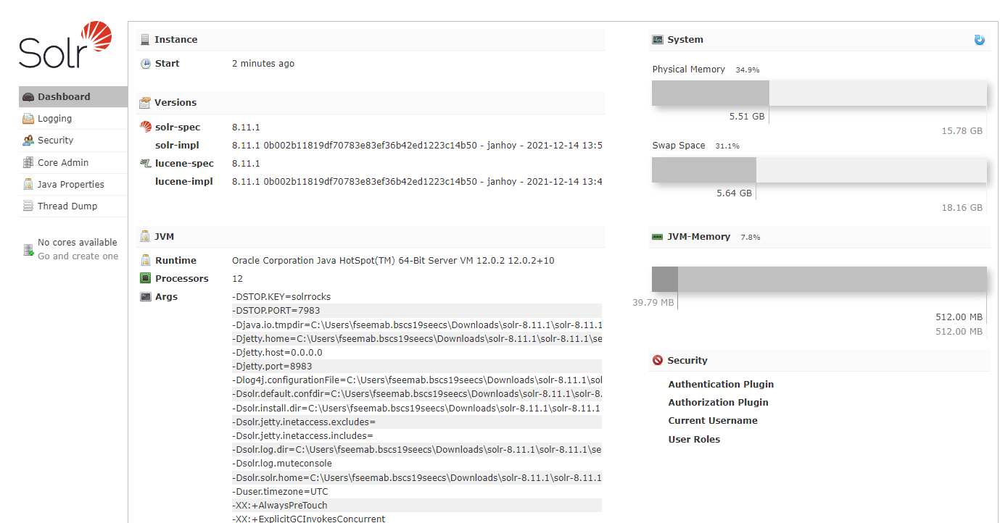 Solr
Dashboard
Logging
Security
Core Admin
Java Properties
Thread Dump
No cores available
Go and create one
Instance
Start 2 minutes ago
Versions
solr-spec 8.11.1
solr-impl 8.11.1 0b002b11819df70783e83ef36b42ed1223c14b50 - janhoy - 2021-12-14 13:5
lucene-spec 8.11.1
lucene-impl 8.11.1 0b002b11819df70783e83ef36b42ed1223c14b50 - janhoy - 2021-12-14 13:4
JVM
Runtime Oracle Corporation Java HotSpot(TM) 64-Bit Server VM 12.0.2 12.0.2+10
Processors 12
Args -DSTOP.KEY=solrrocks
-DSTOP.PORT=7983
-Djava.io.tmpdir=C:\Users\fseemab.bscs19seecs\Downloads\solr-8.11.1\solr-8.11.1
-Djetty.home=C:\Users\fseemab.bscs19seecs\Downloads\solr-8.11.1\solr-8.11.1\se
-Djetty.host=0.0.0.0
-Djetty.port=8983
-Dlog4j.configurationFile=C:\Users\fseemab.bscs19seecs\Downloads\solr-8.11.1\sol
-Dsolr.default.confdir=C:\Users\fseemab.bscs19seecs\Downloads\solr-8.11.1\solr-8.
-Dsolr.install.dir=C:\Users\fseemab.bscs19seecs\Downloads\solr-8.11.1\solr-8.11.1
-Dsolr.jetty.inetaccess.excludes=
-Dsolr.jetty.inetaccess.includes=
-Dsolr.log.dir=C:\Users\fseemab.bscs19seecs\Downloads\solr-8.11.1\solr-8.11.1\se
-Dsolr.log.muteconsole
-Dsolr.solr.home=C:\Users\fseemab.bscs19seecs\Downloads\solr-8.11.1\solr-8.11.1
-Duser.timezone=UTC
-XX:+AlwaysPreTouch
-XX:+ExplicitGCInvokesConcurrent
System
Physical Memory 34.9%
5.51 GB
15.78 GB
Swap Space 31.1%
5.64 GB
18.16 GB
JVM-Memory 7.8%
39.79 MB
512.00 MB
512.00 MB
Security
Authentication Plugin
Authorization Plugin
Current Username
User Roles